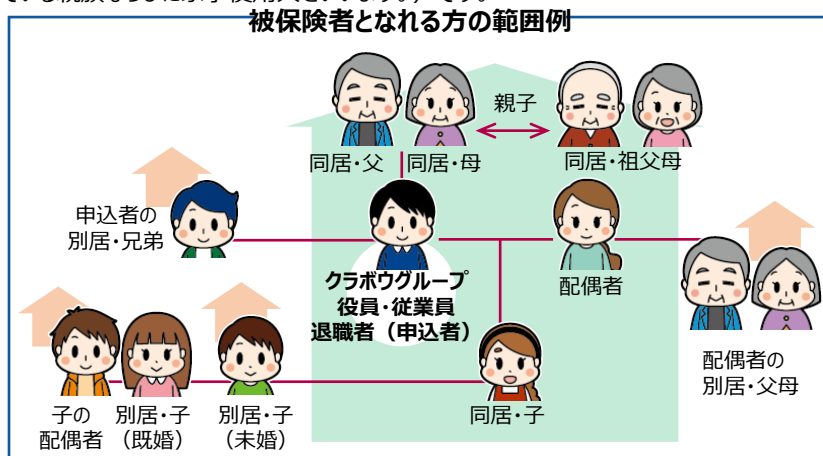 被保険者となれる方の範囲例
親子
同居・父
同居・母
同居・祖父母
申込者の
別居・兄弟
クラボウグループ
役員・従業員
退職者（申込者）
配偶者
配偶者の
別居・父母
子の
配偶者
別居・子
（既婚）
別居・子
（未婚）
同居・子